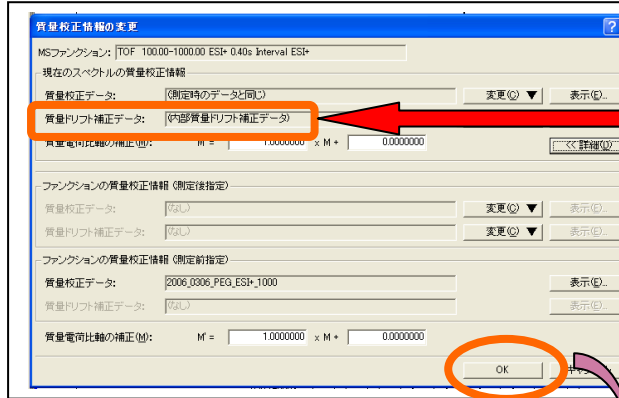 質量校正情報の変更 ?
MSファンクション: TOF 100.00-1000.00 ESI+ 0.40s Interval ESI+
現在のスペクトルの質量校正情報
質量校正データ: (測定時のデータと同じ) 変更(C) ▼ 表示(E)...
質量ドリフト補正データ: (内部質量ドリフト補正データ)
質量電荷比軸の補正(M): M' = 1.0000000 x M + 0.0000000 << 詳細(D)
ファンクションの質量校正情報 (測定後指定)
質量校正データ: (なし) 変更(C) ▼ 表示(E)...
質量ドリフト補正データ: (なし) 変更(C) ▼ 表示(E)...
ファンクションの質量校正情報 (測定前指定)
質量校正データ: 2006_0306_PEG_ESI+_1000 表示(E)...
質量ドリフト補正データ: (なし) 表示(E)...
質量電荷比軸の補正(M): M' = 1.0000000 x M + 0.0000000
OK